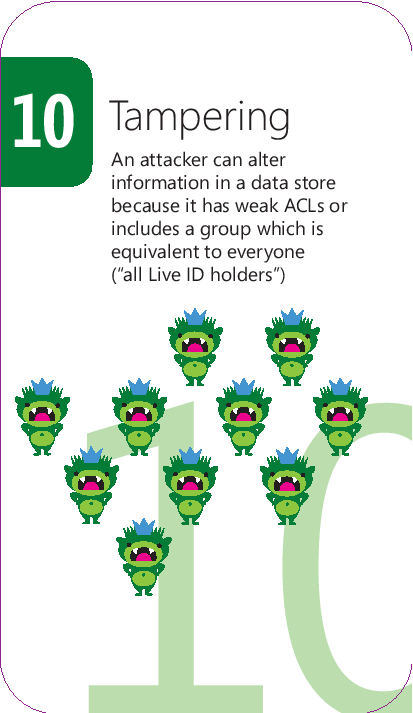 10
Tampering
An attacker can alter
information in a data store
because it has weak ACLs or
includes a group which is
equivalent to everyone
(“all Live ID holders”)
10